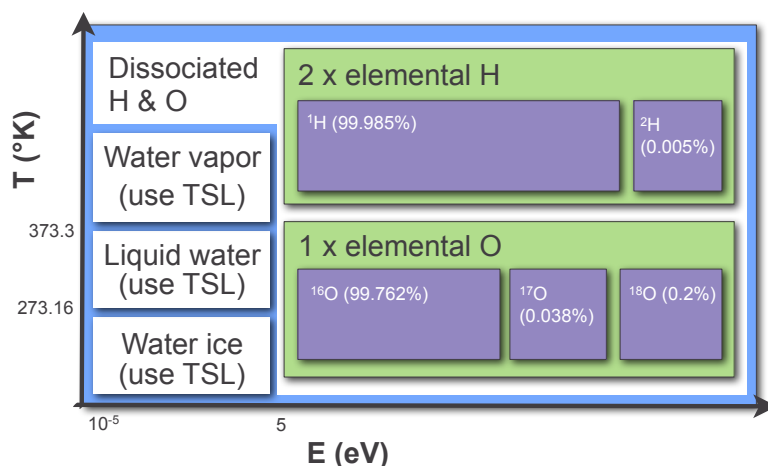 Dissociated
H & O
2 x elemental H
¹H (99.985%)
²H
(0.005%)
Water vapor
(use TSL)
T (°K)
373.3
1 x elemental O
Liquid water
(use TSL)
¹⁶O (99.762%)
¹⁷O
(0.038%)
¹⁸O (0.2%)
273.16
Water ice
(use TSL)
10⁻⁵
5
E (eV)